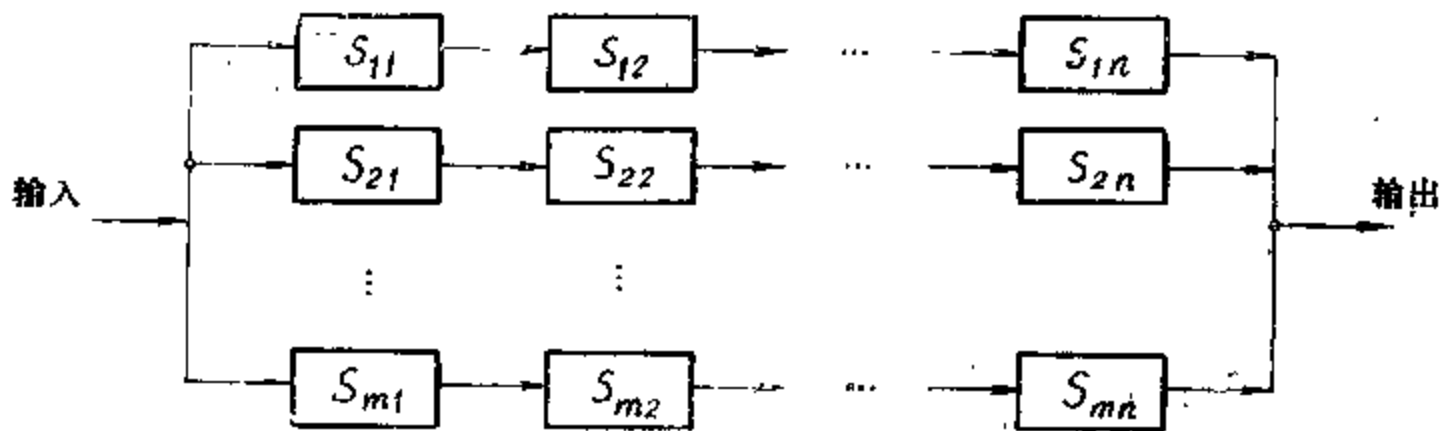 S11 S12 ... S1n
S21 S22 ... S2n
输入
输出
⋮ ⋮
Sm1 Sm2 ... Smn